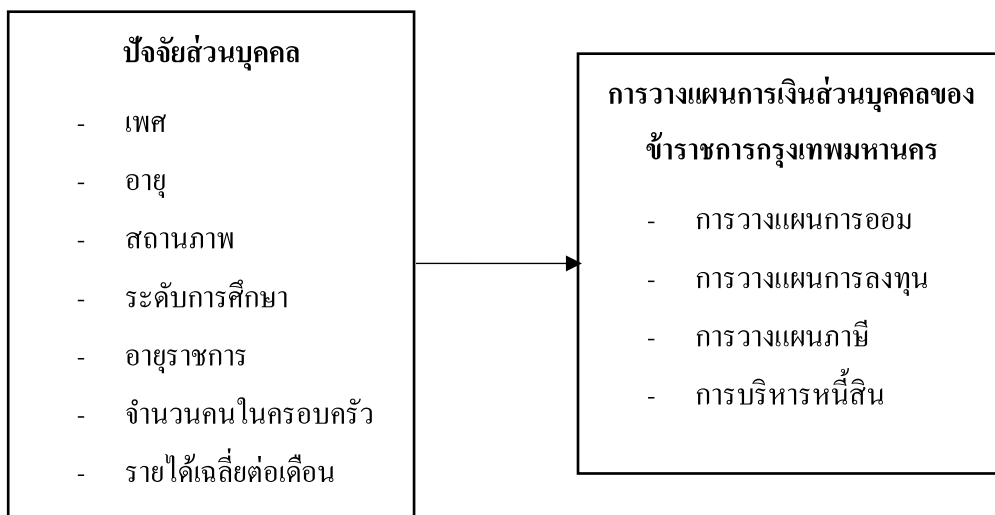 ปัจจัยส่วนบุคคล
- เพศ
- อายุ
- สถานภาพ
- ระดับการศึกษา
- อายุราชการ
- จำนวนคนในครอบครัว
- รายได้เฉลี่ยต่อเดือน
การวางแผนการเงินส่วนบุคคลของ
ข้าราชการกรุงเทพมหานคร
- การวางแผนการออม
- การวางแผนการลงทุน
- การวางแผนภาษี
- การบริหารหนี้สิน